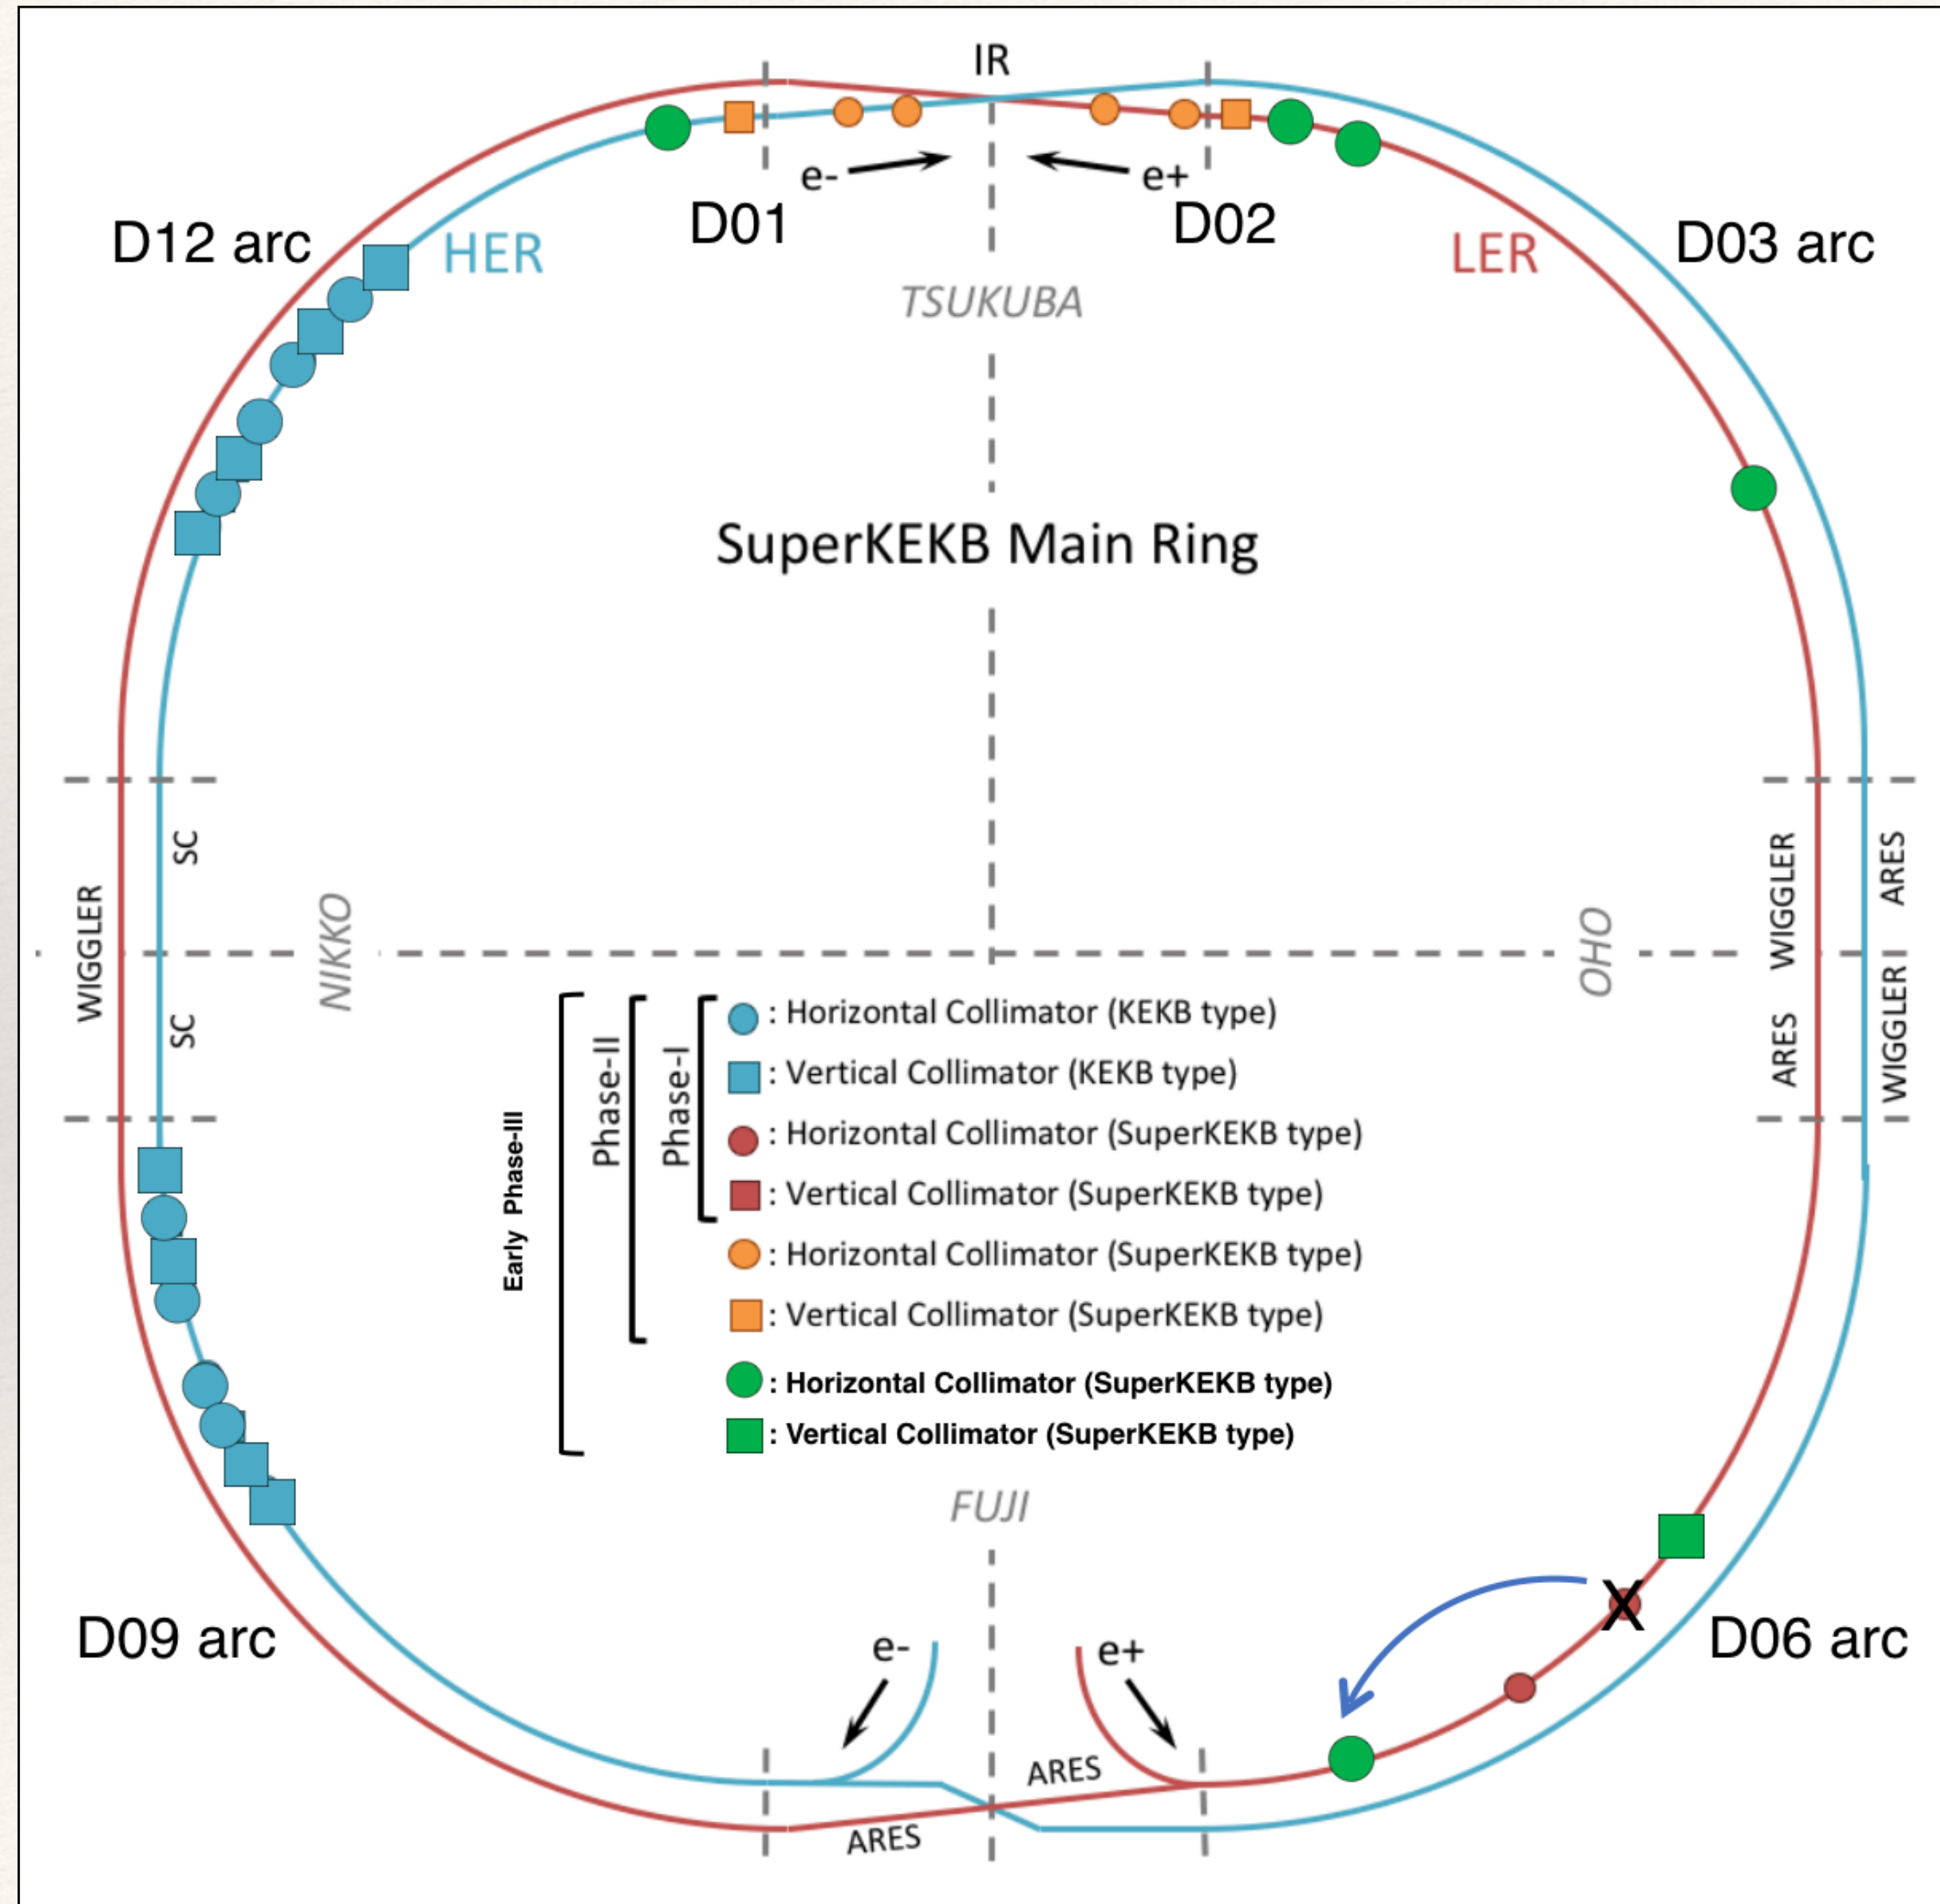 IR
e-
e+
D01
D02
D12 arc
HER
LER
D03 arc
TSUKUBA
SuperKEKB Main Ring
SC
WIGGLER
ARES
WIGGLER
NIKKO
OHO
SC
ARES
WIGGLER
Early Phase-III
Phase-II
Phase-I
: Horizontal Collimator (KEKB type)
: Vertical Collimator (KEKB type)
: Horizontal Collimator (SuperKEKB type)
: Vertical Collimator (SuperKEKB type)
: Horizontal Collimator (SuperKEKB type)
: Vertical Collimator (SuperKEKB type)
: Horizontal Collimator (SuperKEKB type)
: Vertical Collimator (SuperKEKB type)
FUJI
X
D09 arc
e-
e+
D06 arc
ARES
ARES